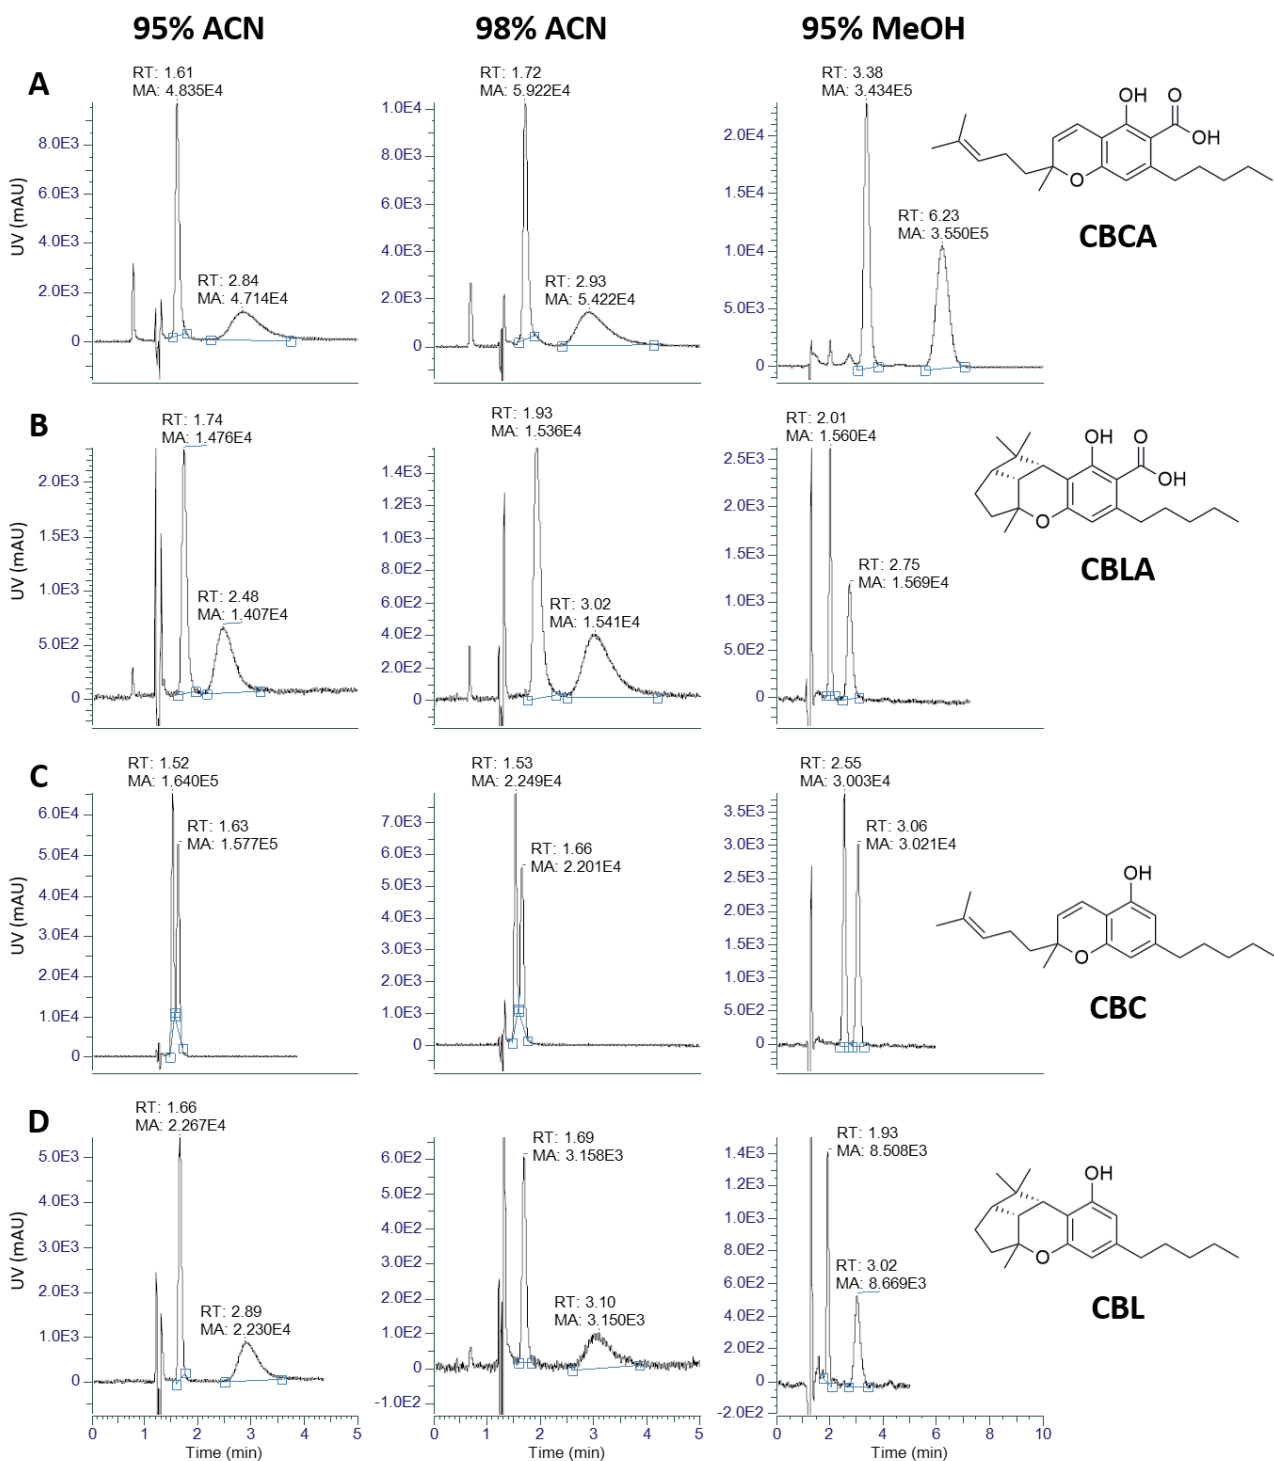 95% ACN
98% ACN
95% MeOH
A
RT: 1.61
MA: 4.835E4
RT: 2.84
MA: 4.714E4
8.0E3
6.0E3
4.0E3
2.0E3
0
UV (mAU)
RT: 1.72
MA: 5.922E4
RT: 2.93
MA: 5.422E4
1.0E4
8.0E3
6.0E3
4.0E3
2.0E3
0
RT: 3.38
MA: 3.434E5
RT: 6.23
MA: 3.550E5
2.0E4
1.5E4
1.0E4
5.0E3
0
OH
O
OH
O
CBCA
B
RT: 1.74
MA: 1.476E4
RT: 2.48
MA: 1.407E4
2.0E3
1.5E3
1.0E3
5.0E2
0
UV (mAU)
RT: 1.93
MA: 1.536E4
RT: 3.02
MA: 1.541E4
1.4E3
1.2E3
1.0E3
8.0E2
6.0E2
4.0E2
2.0E2
0
RT: 2.01
MA: 1.560E4
RT: 2.75
MA: 1.569E4
2.5E3
2.0E3
1.5E3
1.0E3
5.0E2
0
OH
O
OH
O
CBLA
C
RT: 1.52
MA: 1.640E5
RT: 1.63
MA: 1.577E5
6.0E4
5.0E4
4.0E4
3.0E4
2.0E4
1.0E4
0
UV (mAU)
RT: 1.53
MA: 2.249E4
RT: 1.66
MA: 2.201E4
7.0E3
6.0E3
5.0E3
4.0E3
3.0E3
2.0E3
1.0E3
0
RT: 2.55
MA: 3.003E4
RT: 3.06
MA: 3.021E4
3.5E3
3.0E3
2.5E3
2.0E3
1.5E3
1.0E3
5.0E2
0
OH
O
CBC
D
RT: 1.66
MA: 2.267E4
RT: 2.89
MA: 2.230E4
5.0E3
4.0E3
3.0E3
2.0E3
1.0E3
0
UV (mAU)
0 1 2 3 4 5
Time (min)
RT: 1.69
MA: 3.158E3
RT: 3.10
MA: 3.150E3
6.0E2
5.0E2
4.0E2
3.0E2
2.0E2
1.0E2
0
-1.0E2
0 1 2 3 4 5
Time (min)
RT: 1.93
MA: 8.508E3
RT: 3.02
MA: 8.669E3
1.4E3
1.2E3
1.0E3
8.0E2
6.0E2
4.0E2
2.0E2
0
-2.0E2
0 2 4 6 8 10
Time (min)
OH
O
CBL